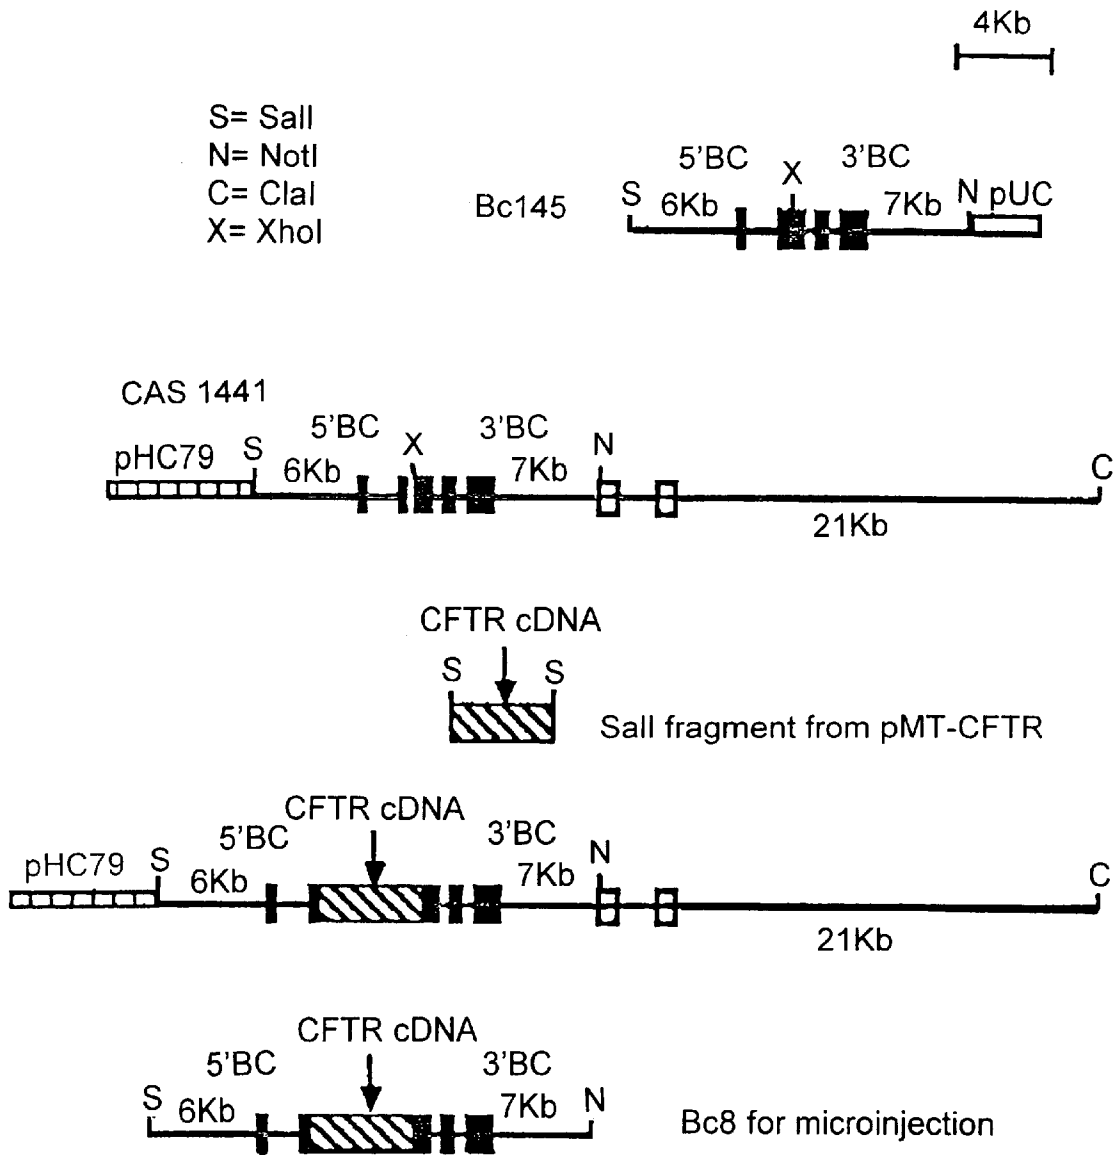 4Kb
S= SalI
N= NotI
C= ClaI
X= XhoI
Bc145
5'BC
3'BC
S
6Kb
X
7Kb
N
pUC
CAS 1441
pHC79
S
5'BC
6Kb
X
3'BC
7Kb
N
21Kb
C
CFTR cDNA
S
S
SalI fragment from pMT-CFTR
CFTR cDNA
pHC79
S
5'BC
6Kb
3'BC
7Kb
N
21Kb
C
CFTR cDNA
5'BC
3'BC
S
6Kb
7Kb
N
Bc8 for microinjection